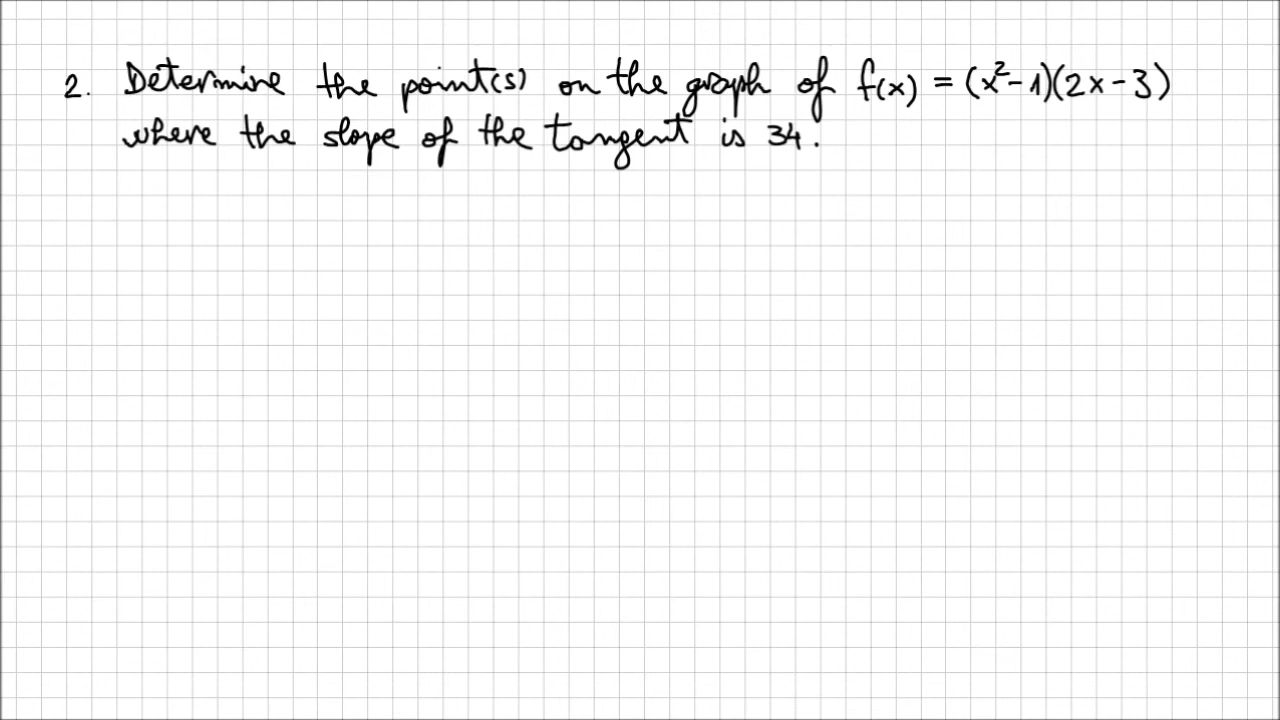 2. Determine the point(s) on the graph of f(x) = (x²-1)(2x-3)
where the slope of the tangent is 34.